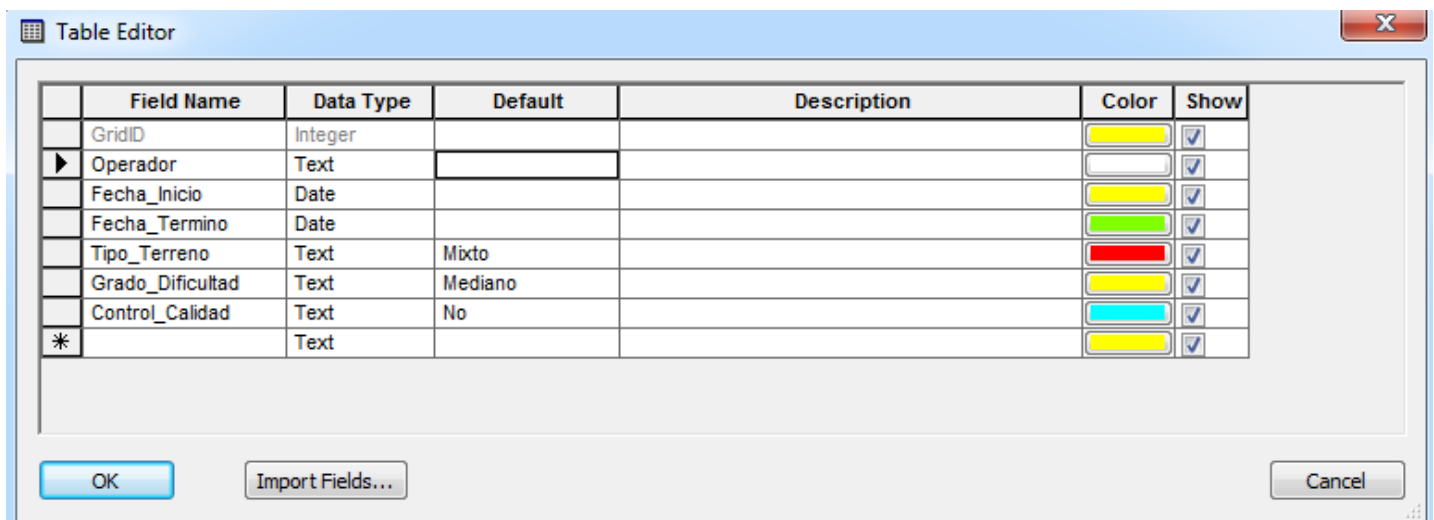 Table Editor
Field Name Data Type Default Description Color Show
GridID Integer
Operador Text
Fecha_Inicio Date
Fecha_Termino Date
Tipo_Terreno Text Mixto
Grado_Dificultad Text Mediano
Control_Calidad Text No
Text
OK Import Fields... Cancel